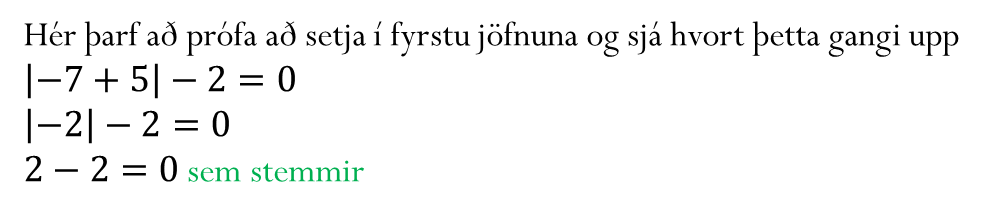 Hér þarf að prófa að setja í fyrstu jöfnuna og sjá hvort þetta gangi upp
|−7 + 5| − 2 = 0
|−2| − 2 = 0
2 − 2 = 0 sem stemmir